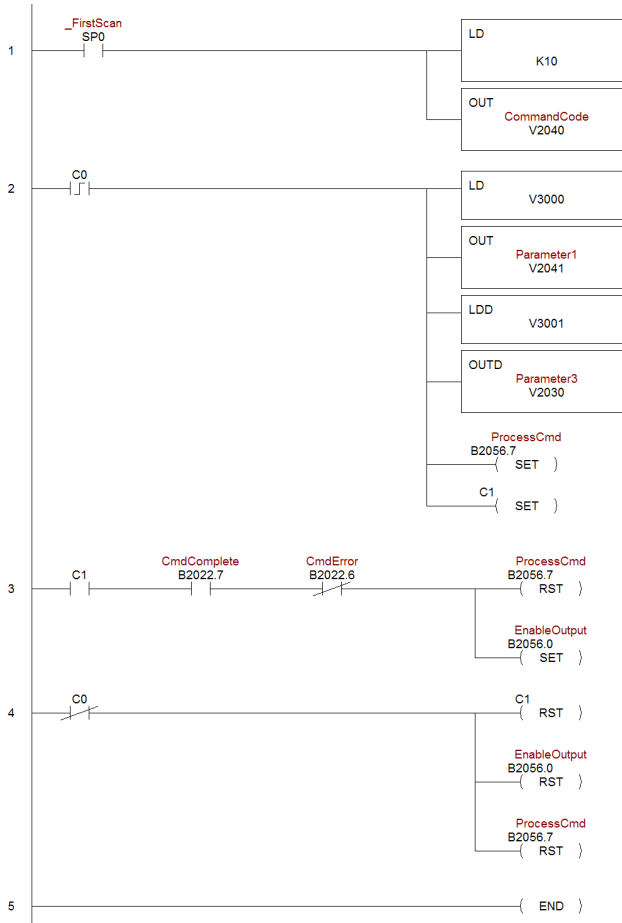 _FirstScan
SP0
1
LD
K10
OUT
CommandCode
V2040
C0
2
LD
V3000
OUT
Parameter1
V2041
LDD
V3001
OUTD
Parameter3
V2030
ProcessCmd
B2056.7
SET
C1
SET
CmdComplete
CmdError
ProcessCmd
C1
B2022.7
B2022.6
B2056.7
3
RST
EnableOutput
B2056.0
SET
C0
C1
4
RST
EnableOutput
B2056.0
RST
ProcessCmd
B2056.7
RST
5
END